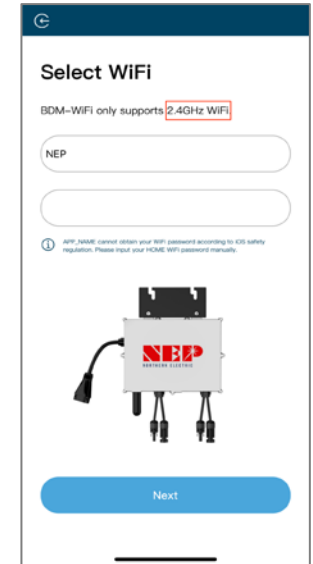 Select WiFi
BDM-WiFi only supports 2.4GHz WiFi.
NEP
APP_NAME cannot obtain your WiFi password according to iOS safety
regulation. Please input your HOME WiFi password manually.
NEP
NORTHERN ELECTRIC
Next